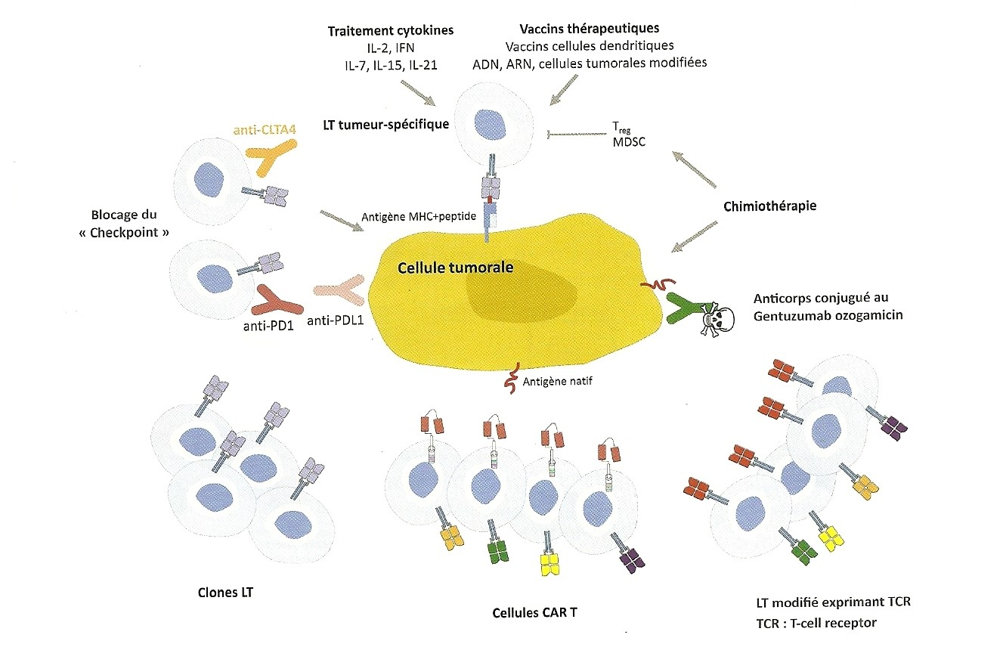 Traitement cytokines
IL-2, IFN
IL-7, IL-15, IL-21
Vaccins thérapeutiques
Vaccins cellules dendritiques
ADN, ARN, cellules tumorales modifiées
LT tumeur-spécifique
anti-CLTA4
Treg
MDSC
Blocage du
« Checkpoint »
Antigène MHC+peptide
Chimiothérapie
Cellule tumorale
anti-PD1
anti-PDL1
Anticorps conjugué au
Gentuzumab ozogamicin
Antigène natif
Clones LT
Cellules CAR T
LT modifié exprimant TCR
TCR : T-cell receptor